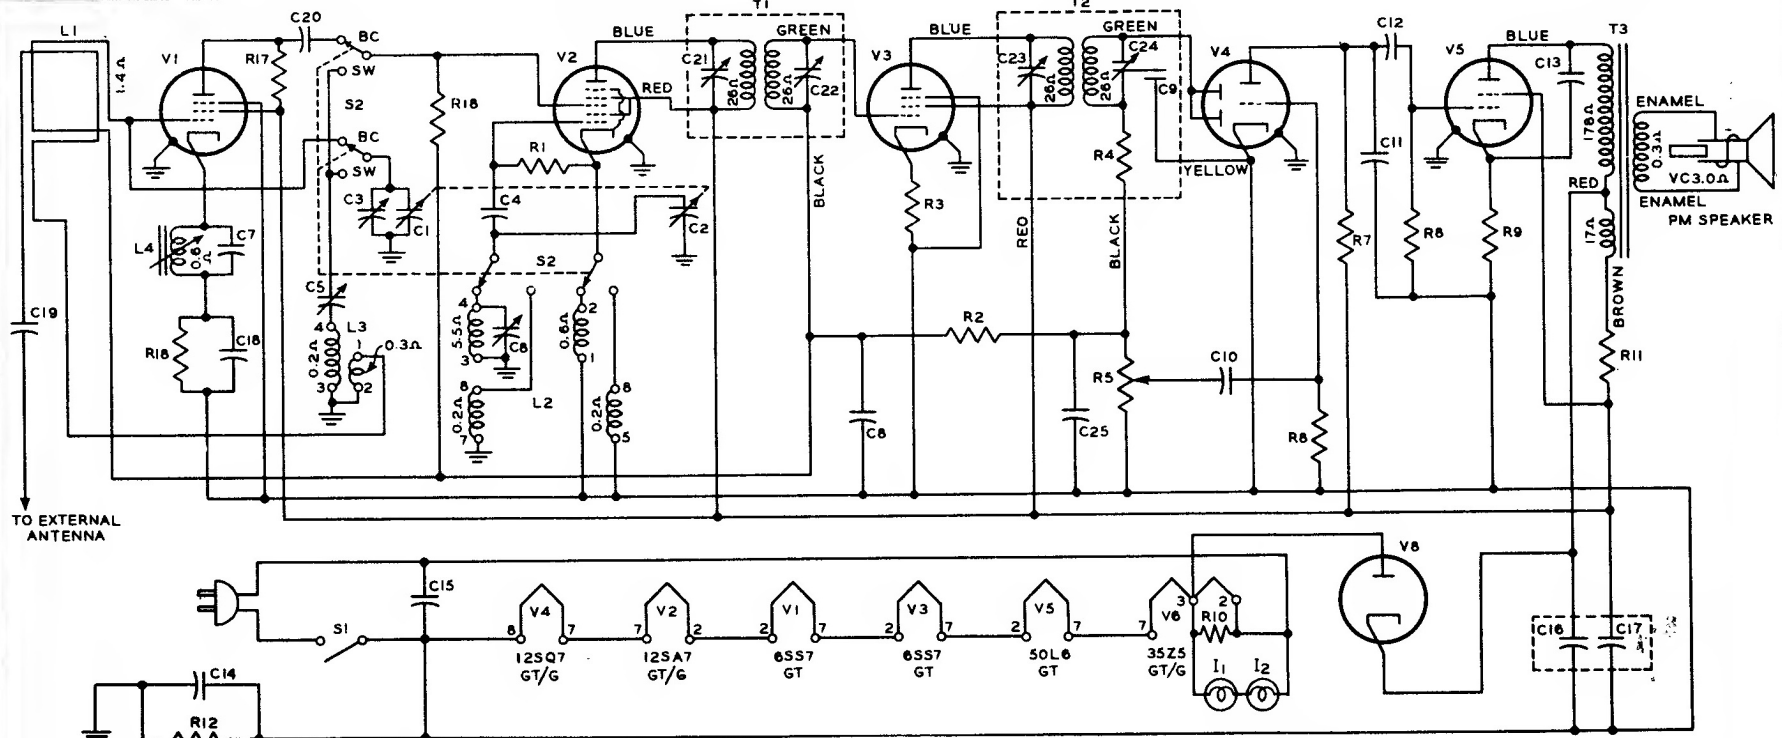 T1
T2
C20
L1
BC
BLUE
GREEN
BLUE
GREEN
C12
T3
V1
R17
V2
C21
V3
C23
C24
V4
V5
BLUE
C13
1.4Ω
SW
S2
R18
RED
26Ω
26Ω
C22
26Ω
26Ω
C9
178Ω
ENAMEL
0.3Ω
BC
SW
R1
C11
R4
YELLOW
RED
VC3.0Ω
ENAMEL
PM SPEAKER
BLACK
C3
C1
C4
C2
R3
R7
R8
R9
17Ω
L4
0.6
Ω
C7
S2
RED
BLACK
BROWN
C5
4
L3
1
0.3Ω
0.2Ω
3
2
4
5.5Ω
3
C8
2
0.6Ω
1
C19
R18
C18
R2
R11
R5
C10
8
0.2Ω
7
L2
8
0.2Ω
5
C8
C25
R8
TO EXTERNAL
ANTENNA
C15
V8
S1
V4
V2
V1
V3
V5
V6
3
2
R10
8
7
7
2
2
7
2
7
2
7
7
12SQ7
GT/G
12SA7
GT/G
6SS7
GT
6SS7
GT
50L6
GT
35Z5
GT/G
I1
I2
C16
C17
C14
R12